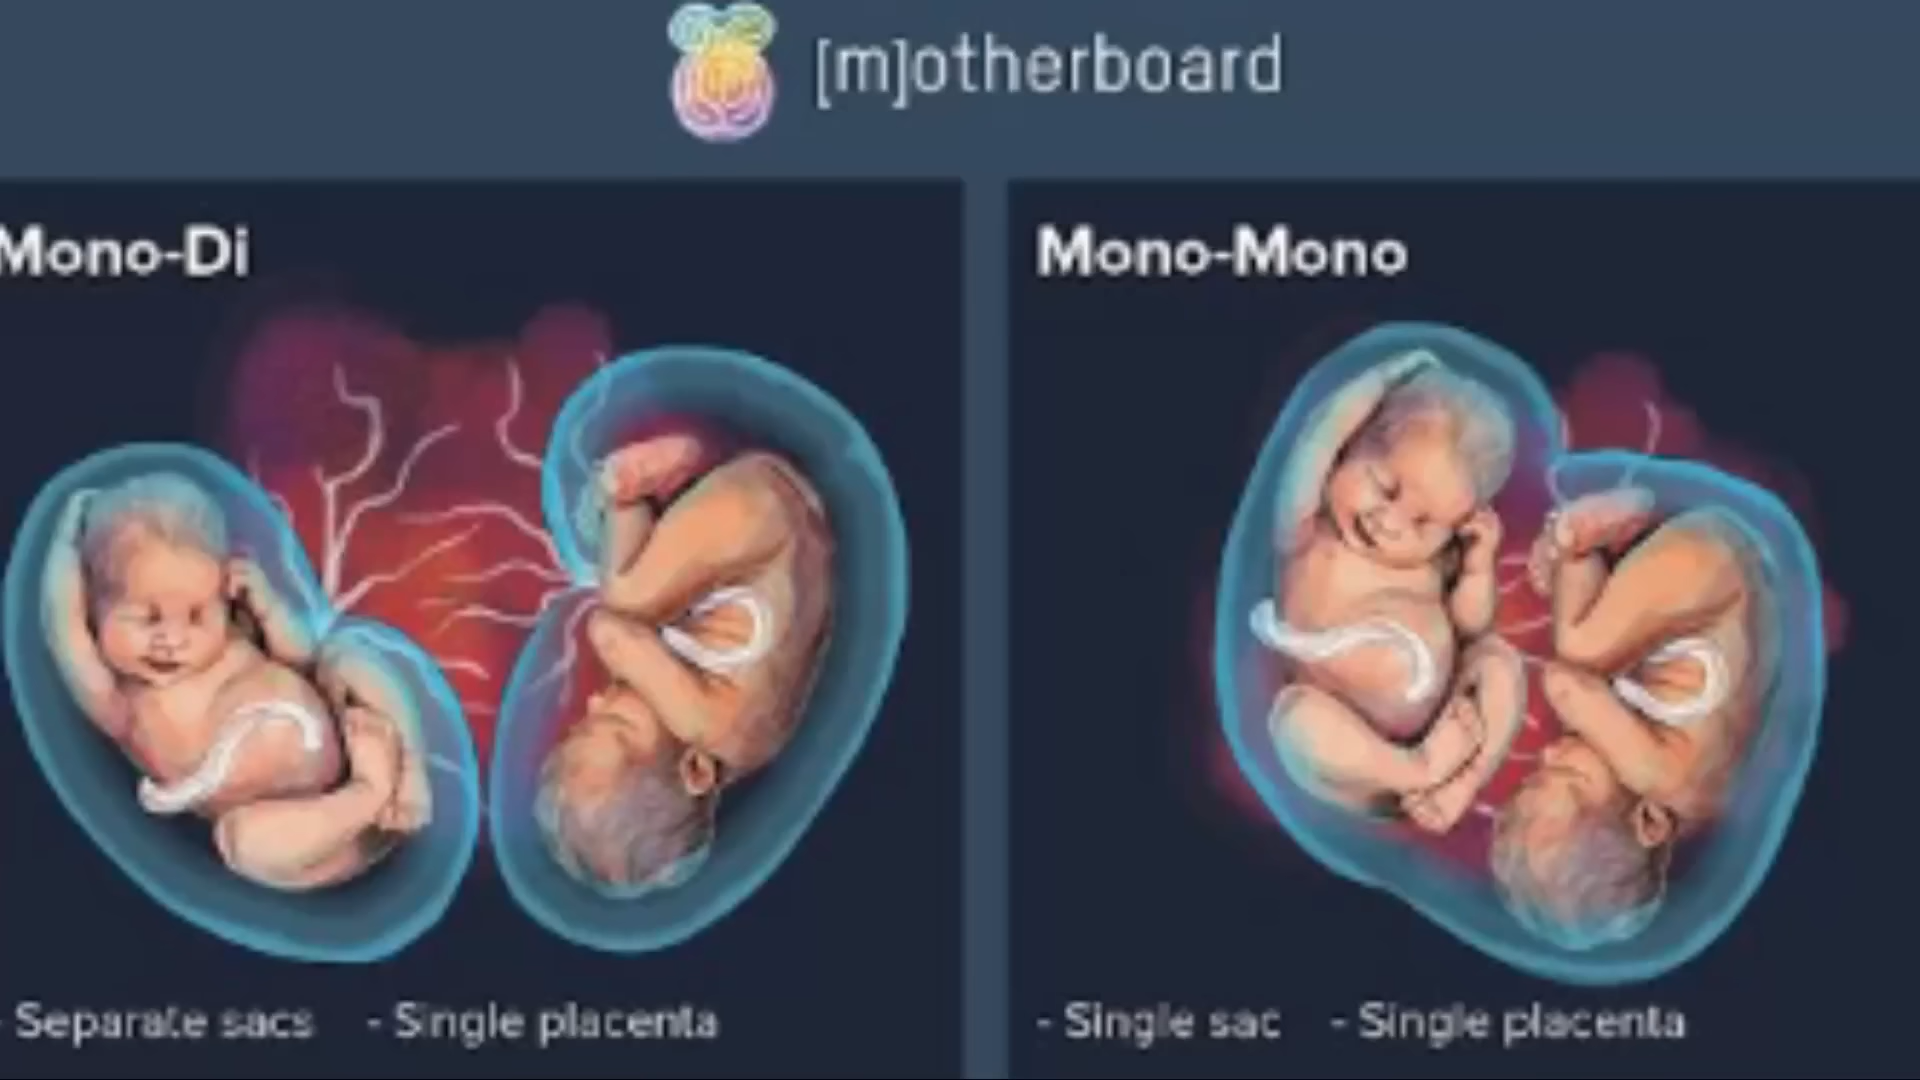 [m]otherboard
Mono-Di
- Separate sacs - Single placenta
Mono-Mono
- Single sac - Single placenta